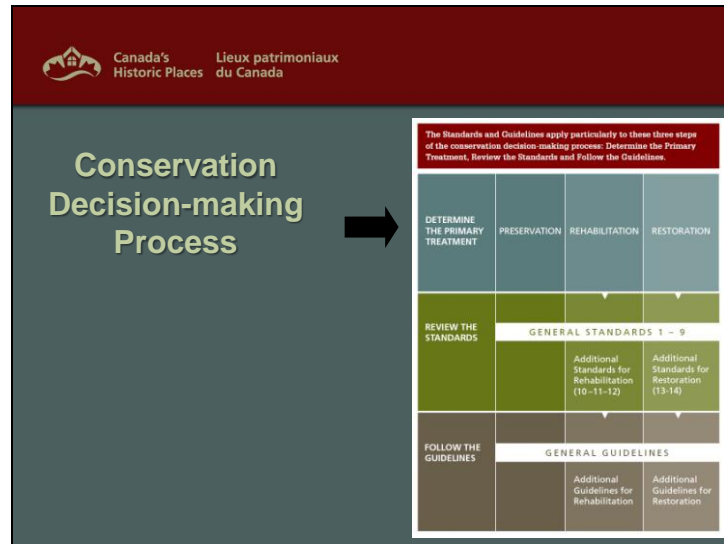 Canada's
Historic Places
Lieux patrimoniaux
du Canada
Conservation
Decision-making
Process
The Standards and Guidelines apply particularly to these three steps
of the conservation decision-making process: Determine the Primary
Treatment, Review the Standards and Follow the Guidelines.
DETERMINE
THE PRIMARY
TREATMENT
PRESERVATION
REHABILITATION
RESTORATION
REVIEW THE
STANDARDS
GENERAL STANDARDS 1 – 9
Additional
Standards for
Rehabilitation
(10–11–12)
Additional
Standards for
Restoration
(13-14)
FOLLOW THE
GUIDELINES
GENERAL GUIDELINES
Additional
Guidelines for
Rehabilitation
Additional
Guidelines for
Restoration